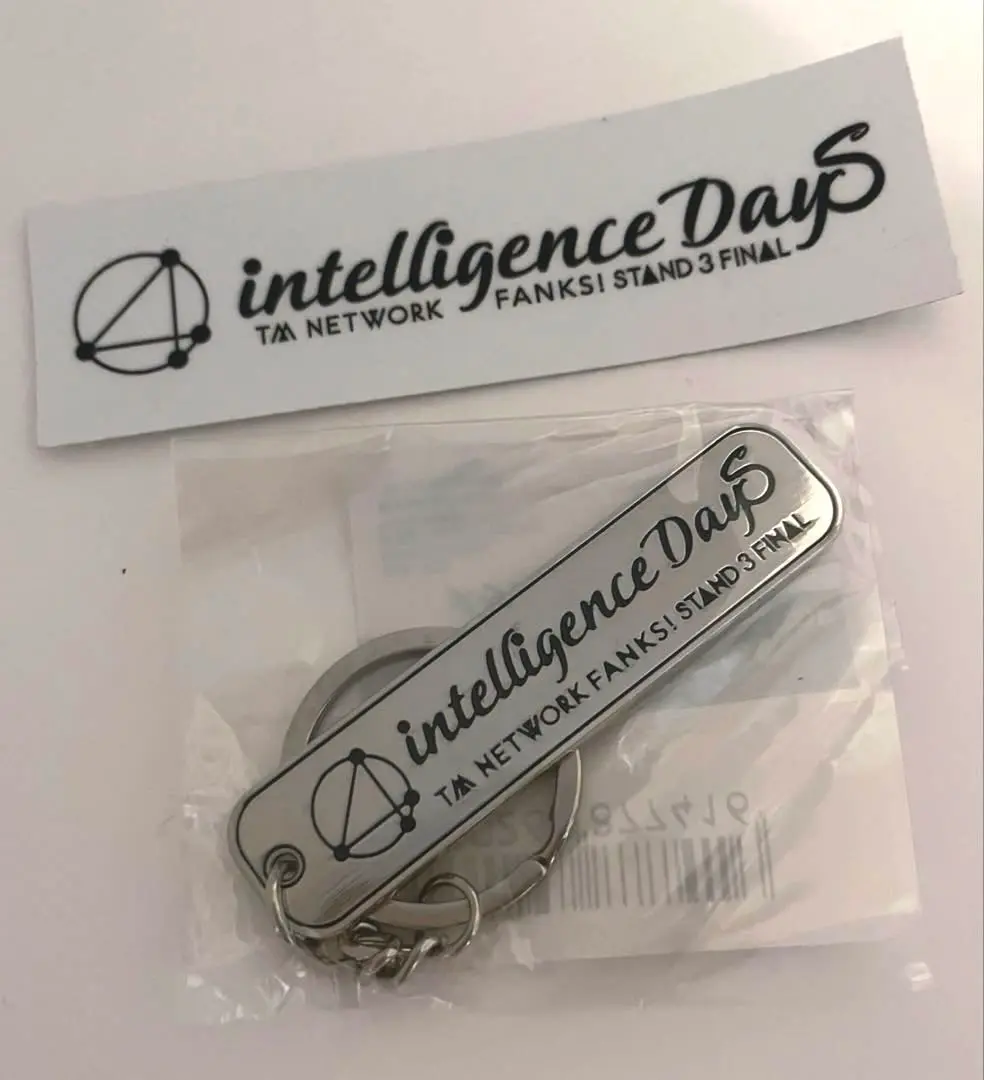 intelligence DayS
TM NETWORK FANKS! STAND 3 FINAL
intelligence DayS
TM NETWORK FANKS! STAND 3 FINAL